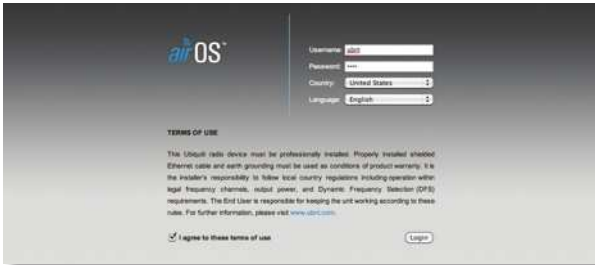 airOS™
Username: ubnt
Password: ••••
Country: United States
Language: English
TERMS OF USE
This Ubiquiti radio device must be professionally installed. Properly installed shielded
Ethernet cable and earth grounding must be used as conditions of product warranty. It is
the installer's responsibility to follow local country regulations including operation within
legal frequency channels, output power, and Dynamic Frequency Selection (DFS)
requirements. The End User is responsible for keeping the unit working according to these
rules. For further information, please visit www.ubnt.com.
I agree to these terms of use
Login